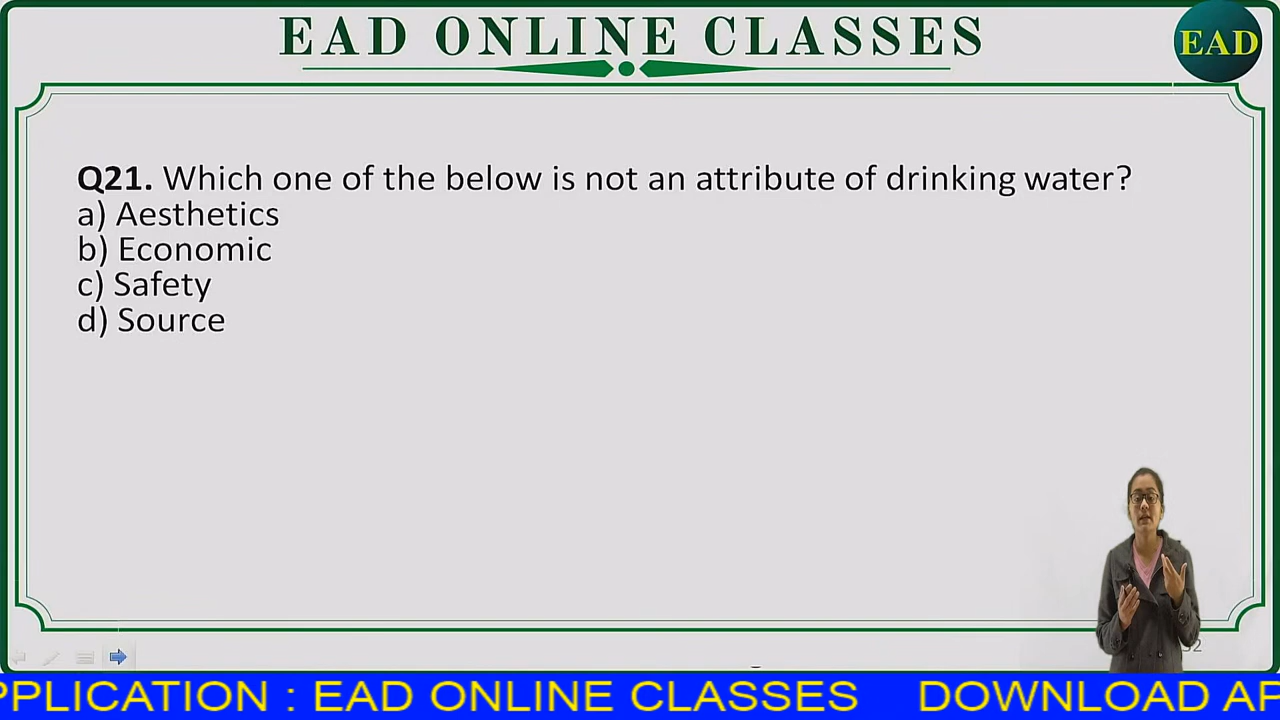 EAD ONLINE CLASSES
EAD
Q21. Which one of the below is not an attribute of drinking water?
a) Aesthetics
b) Economic
c) Safety
d) Source
PPLICATION : EAD ONLINE CLASSES DOWNLOAD AP